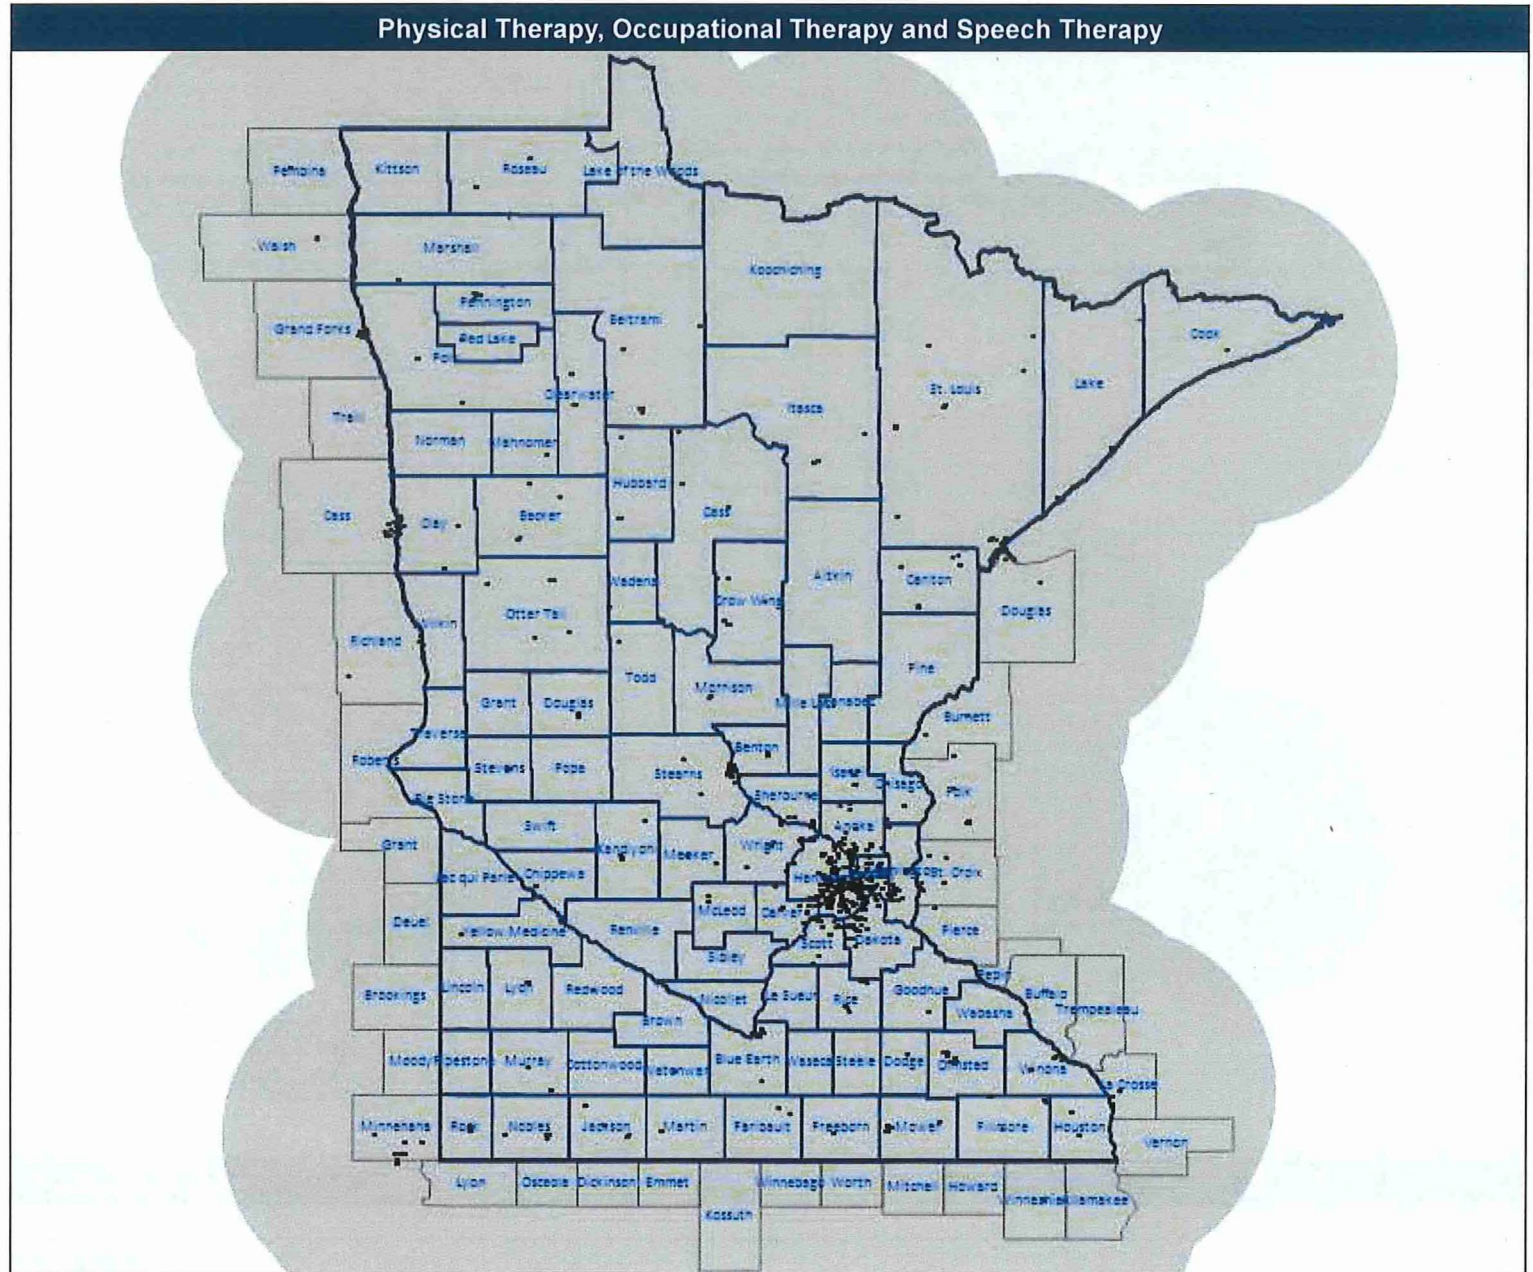 Physical Therapy, Occupational Therapy and Speech Therapy
Pembina
Kittson
Roseau
Lake of the Woods
Walsh
Marshall
Koochiching
Pennington
Grand Forks
Beltrami
Red Lake
Cook
Clearwater
St. Louis
Lake
Itasca
Traill
Norman
Mahnomen
Hubbard
Cass
Clay
Becker
Cass
Wadena
Aitkin
Carlton
Crow Wing
Otter Tail
Douglas
Wilkin
Richland
Todd
Pine
Morrison
Grant
Douglas
Burnett
Traverse
Benton
Roberts
Stevens
Pope
Stearns
Isanti
Chisago
Polk
Big Stone
Sherburne
Swift
Anoka
Grant
Kandiyohi
Meeker
Wright
Lac qui Parle
Chippewa
St. Croix
McLeod
Carver
Deuel
Yellow Medicine
Renville
Scott
Dakota
Pierce
Sibley
Pepin
Brookings
Lincoln
Lyon
Redwood
Nicollet
Le Sueur
Rice
Goodhue
Buffalo
Wabasha
Trempealeau
Brown
Moody
Pipestone
Murray
Cottonwood
Watonwan
Blue Earth
Waseca
Steele
Dodge
Olmsted
Winona
La Crosse
Minnehaha
Rock
Nobles
Jackson
Martin
Faribault
Freeborn
Mower
Fillmore
Houston
Vernon
Lyon
Osceola
Dickinson
Emmet
Winnebago
Worth
Mitchell
Howard
Winneshiek
Allamakee
Kossuth